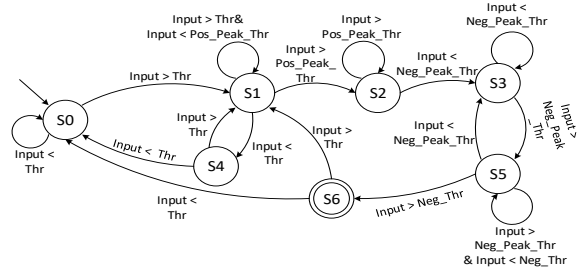 Input > Thr&
Input < Pos_Peak_Thr
Input >
Pos_Peak_Thr
Input <
Neg_Peak_Thr
Input > Thr
Input >
Pos_Peak_
Thr
Input <
Neg_Peak_Thr
S0
S1
S2
S3
Input >
Thr
Input <
Thr
Input >
Thr
Input <
Neg_Peak_Thr
Input >
Neg_Peak
_Thr
Input <
Thr
Input < Thr
S4
S6
S5
Input > Neg_Thr
Input <
Thr
Input >
Neg_Peak_Thr
& Input < Neg_Thr